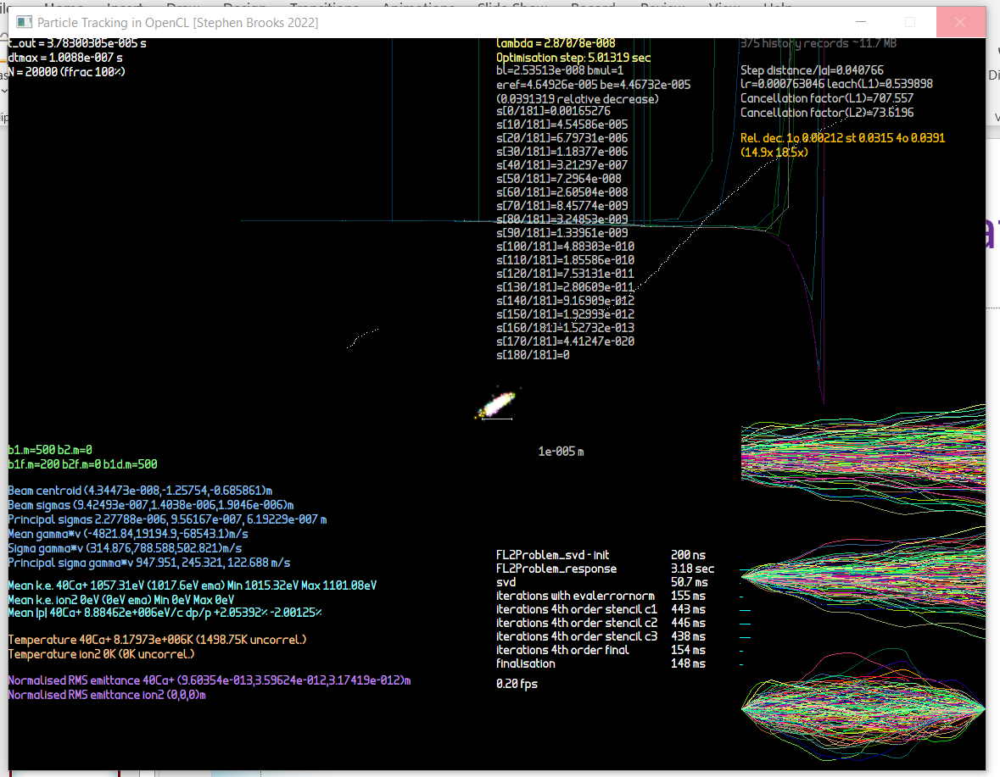 Particle Tracking in OpenCL [Stephen Brooks 2022]
t_out = 3.78300305e-005 s
dtmax = 1.0088e-007 s
N = 20000 (ffrac 100%)
lambda = 2.87078e-008
Optimisation step: 5.01319 sec
bl=2.53513e-008 bmul=1
eref=4.64926e-005 be=4.46732e-005
(0.0391319 relative decrease)
s[0/181]=0.00165276
s[10/181]=4.54586e-005
s[20/181]=6.79731e-006
s[30/181]=1.18377e-006
s[40/181]=3.21297e-007
s[50/181]=7.2964e-008
s[60/181]=2.60504e-008
s[70/181]=8.45774e-009
s[80/181]=3.24853e-009
s[90/181]=1.33961e-009
s[100/181]=4.88303e-010
s[110/181]=1.85586e-010
s[120/181]=7.53131e-011
s[130/181]=2.80609e-011
s[140/181]=9.16909e-012
s[150/181]=1.92993e-012
s[160/181]=1.52732e-013
s[170/181]=4.41247e-020
s[180/181]=0
375 history records ~11.7 MB
Step distance/|a|=0.040766
lr=0.000763046 leach(L1)=0.539898
Cancellation factor(L1)=707.557
Cancellation factor(L2)=73.6196
Rel. dec. 1o 0.00212 st 0.0315 4o 0.0391
(14.9x 18.5x)
1e-005 m
b1.m=500 b2.m=0
b1f.m=200 b2f.m=0 b1d.m=500
Beam centroid (4.34473e-008,-1.25754,-0.685861)m
Beam sigmas (9.42493e-007,1.4038e-006,1.9046e-006)m
Principal sigmas 2.27788e-006, 9.56167e-007, 6.19229e-007 m
Mean gamma*v (-4821.84,19194.9,-68543.1)m/s
Sigma gamma*v (314.876,788.588,502.821)m/s
Principal sigma gamma*v 947.951, 245.321, 122.688 m/s
Mean k.e. 40Ca+ 1057.31eV (1017.6eV ema) Min 1015.32eV Max 1101.08eV
Mean k.e. ion2 0eV (0eV ema) Min 0eV Max 0eV
Mean |p| 40Ca+ 8.88462e+006eV/c dp/p +2.05392% -2.00125%
Temperature 40Ca+ 8.17973e+006K (1498.75K uncorrel.)
Temperature ion2 0K (0K uncorrel.)
Normalised RMS emittance 40Ca+ (9.60354e-013,3.59624e-012,3.17419e-012)m
Normalised RMS emittance ion2 (0,0,0)m
FL2Problem_svd - init 200 ns
FL2Problem_response 3.18 sec
svd 50.7 ms
iterations with evalerrornorm 155 ms
iterations 4th order stencil c1 443 ms
iterations 4th order stencil c2 446 ms
iterations 4th order stencil c3 438 ms
iterations 4th order final 154 ms
finalisation 148 ms
0.20 fps